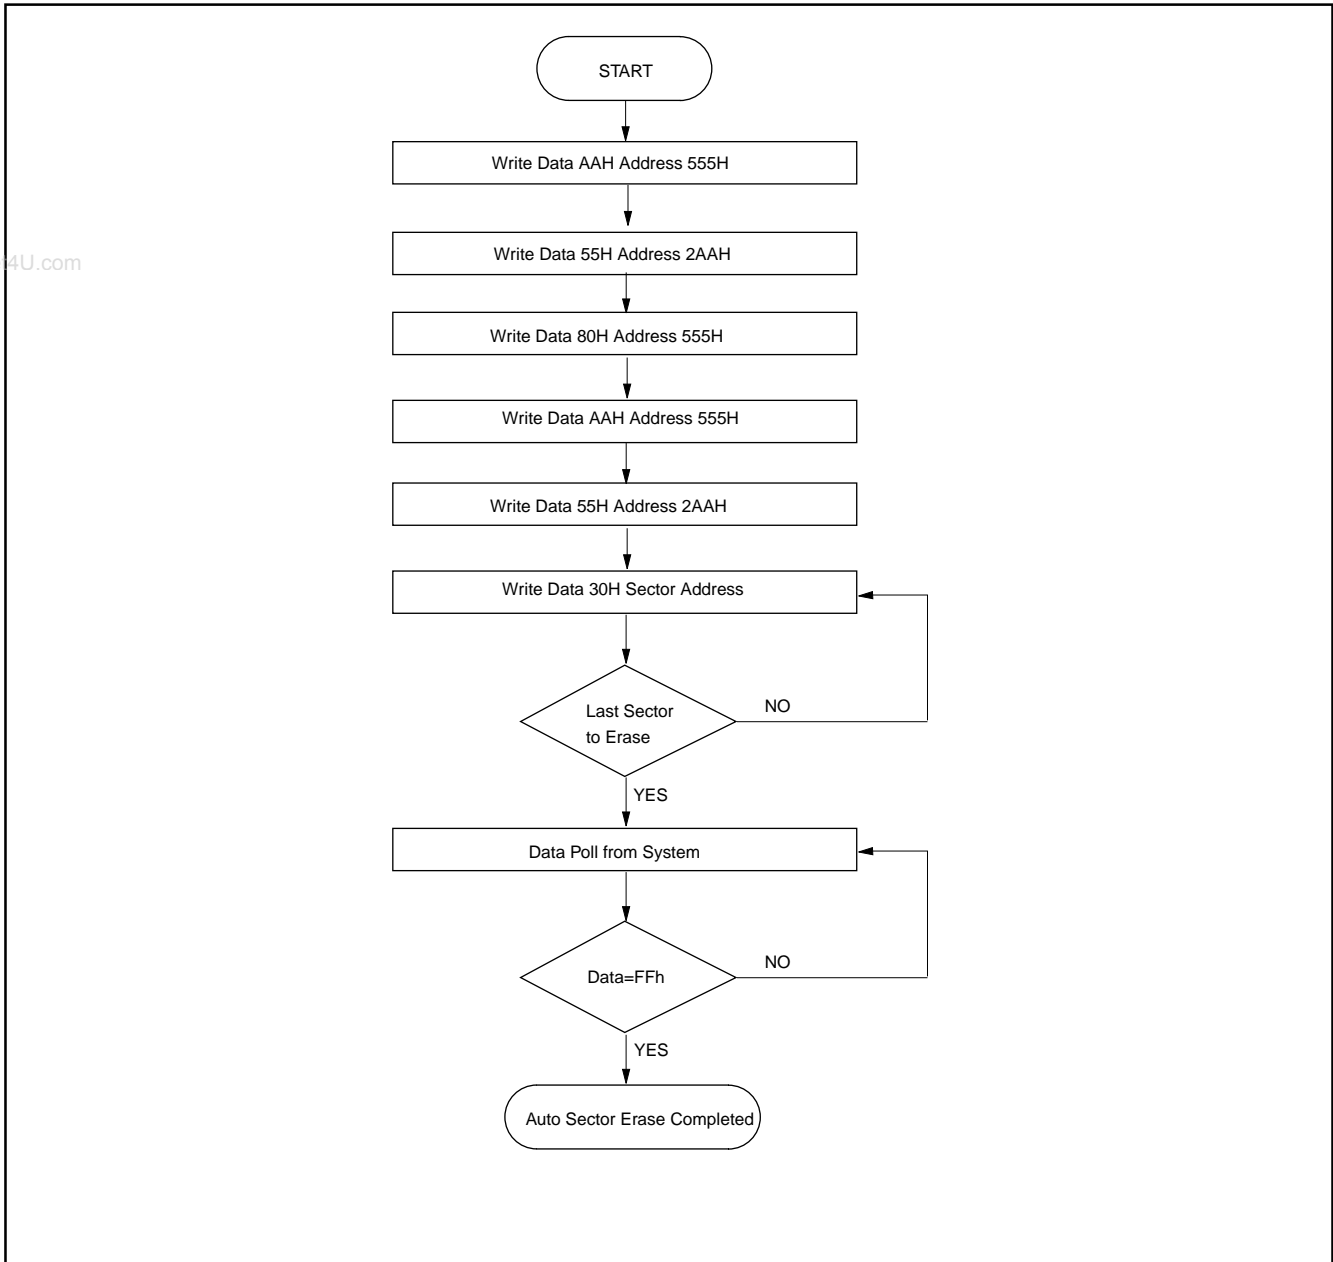 START
Write Data AAH Address 555H
Write Data 55H Address 2AAH
4U.com
Write Data 80H Address 555H
Write Data AAH Address 555H
Write Data 55H Address 2AAH
Write Data 30H Sector Address
Last Sector
to Erase
NO
YES
Data Poll from System
Data=FFh
NO
YES
Auto Sector Erase Completed